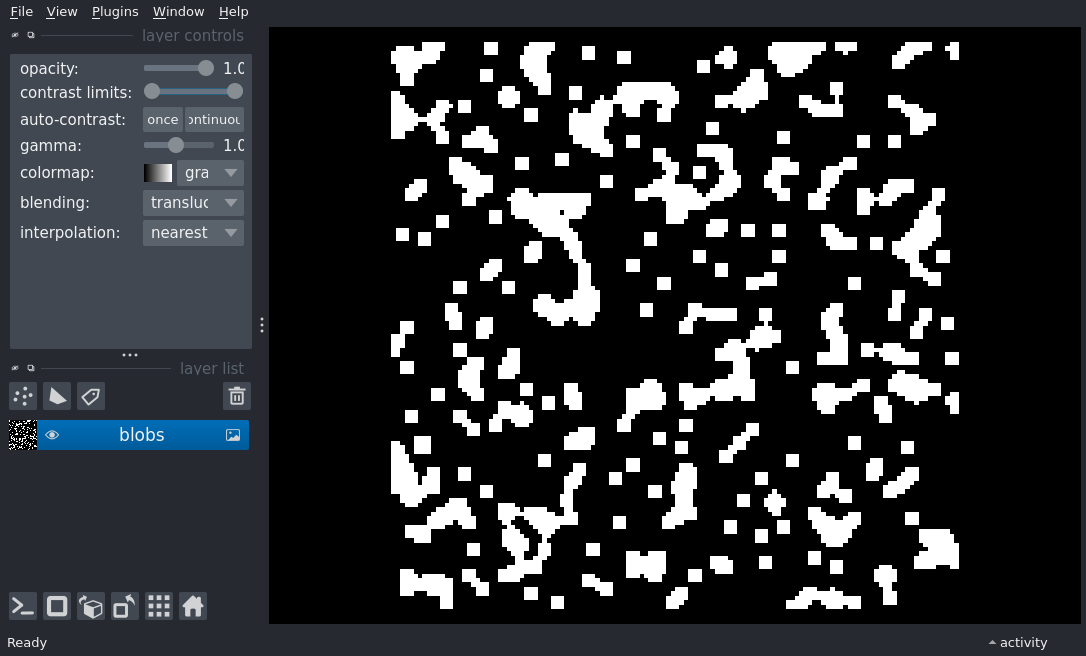 File View Plugins Window Help
layer controls
opacity: 1.0
contrast limits:
auto-contrast: once ontinuou
gamma: 1.0
colormap: gra
blending: transluc
interpolation: nearest
layer list
blobs
Ready
activity